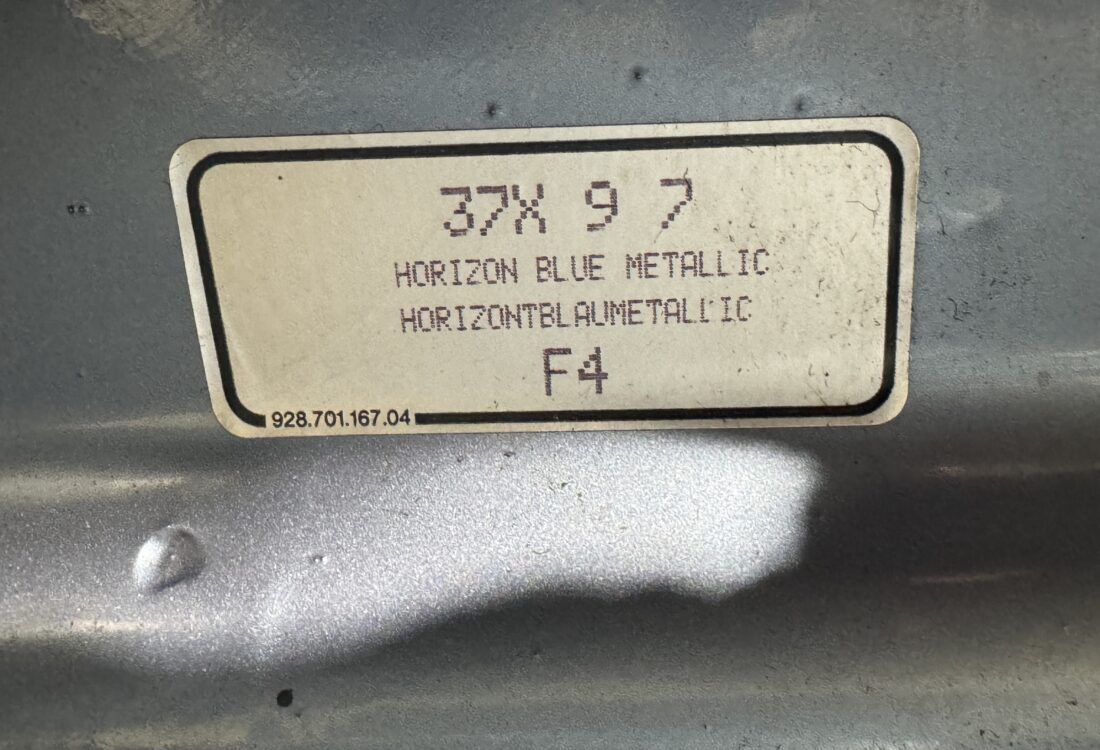 37X 9 7
HORIZON BLUE METALLIC
HORIZONTBLAUMETALLIC
F4
928.701.167.04